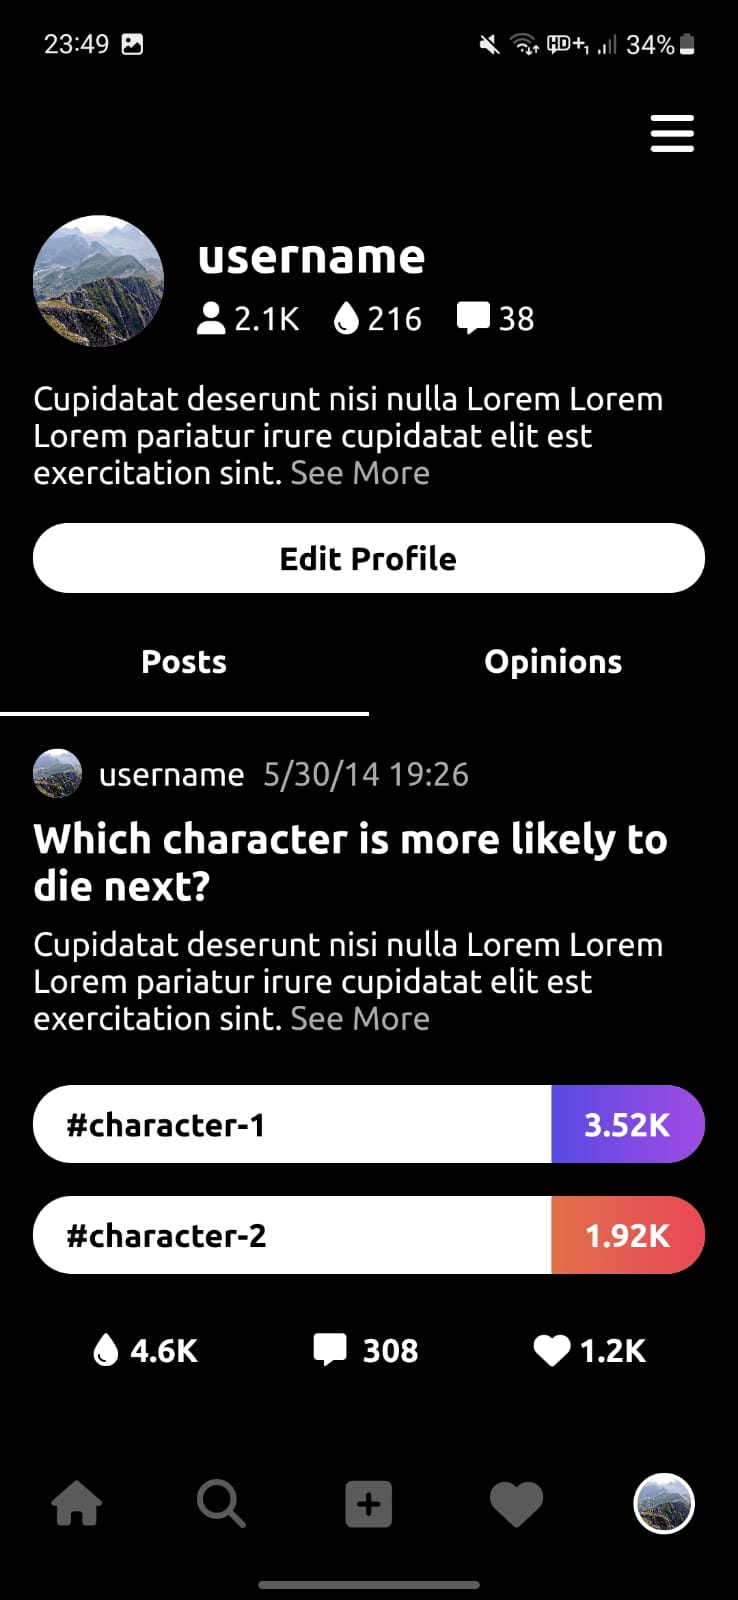 23:49 34%
username
2.1K 216 38
Cupidatat deserunt nisi nulla Lorem Lorem
Lorem pariatur irure cupidatat elit est
exercitation sint. See More
Edit Profile
Posts Opinions
username 5/30/14 19:26
Which character is more likely to
die next?
Cupidatat deserunt nisi nulla Lorem Lorem
Lorem pariatur irure cupidatat elit est
exercitation sint. See More
#character-1 3.52K
#character-2 1.92K
4.6K 308 1.2K